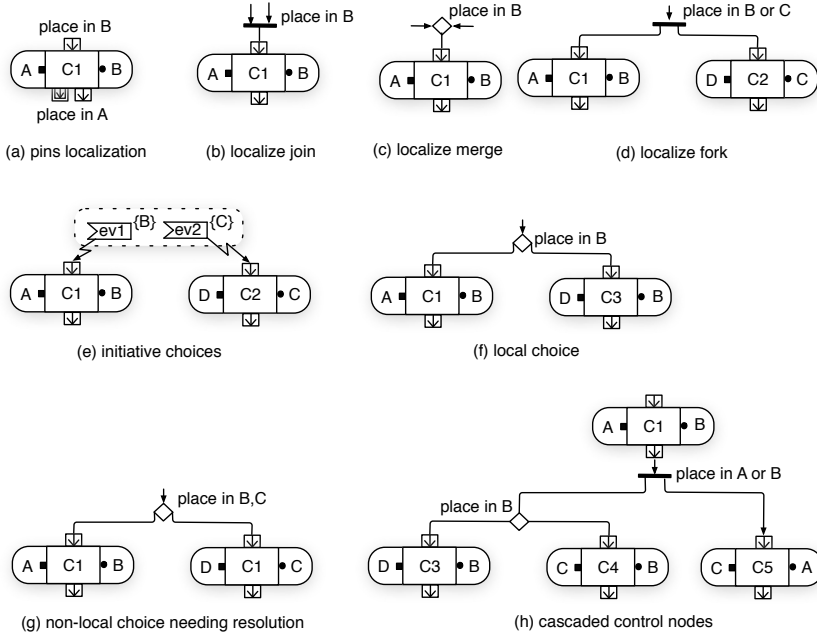 place in B
A C1 B
place in A
(a) pins localization
place in B
A C1 B
(b) localize join
place in B
A C1 B
(c) localize merge
place in B or C
A C1 B
D C2 C
(d) localize fork
ev1 {B} ev2 {C}
A C1 B
D C2 C
(e) initiative choices
place in B
A C1 B
D C3 B
(f) local choice
place in B,C
A C1 B
D C1 C
(g) non-local choice needing resolution
A C1 B
place in A or B
place in B
D C3 B
C C4 B
C C5 A
(h) cascaded control nodes